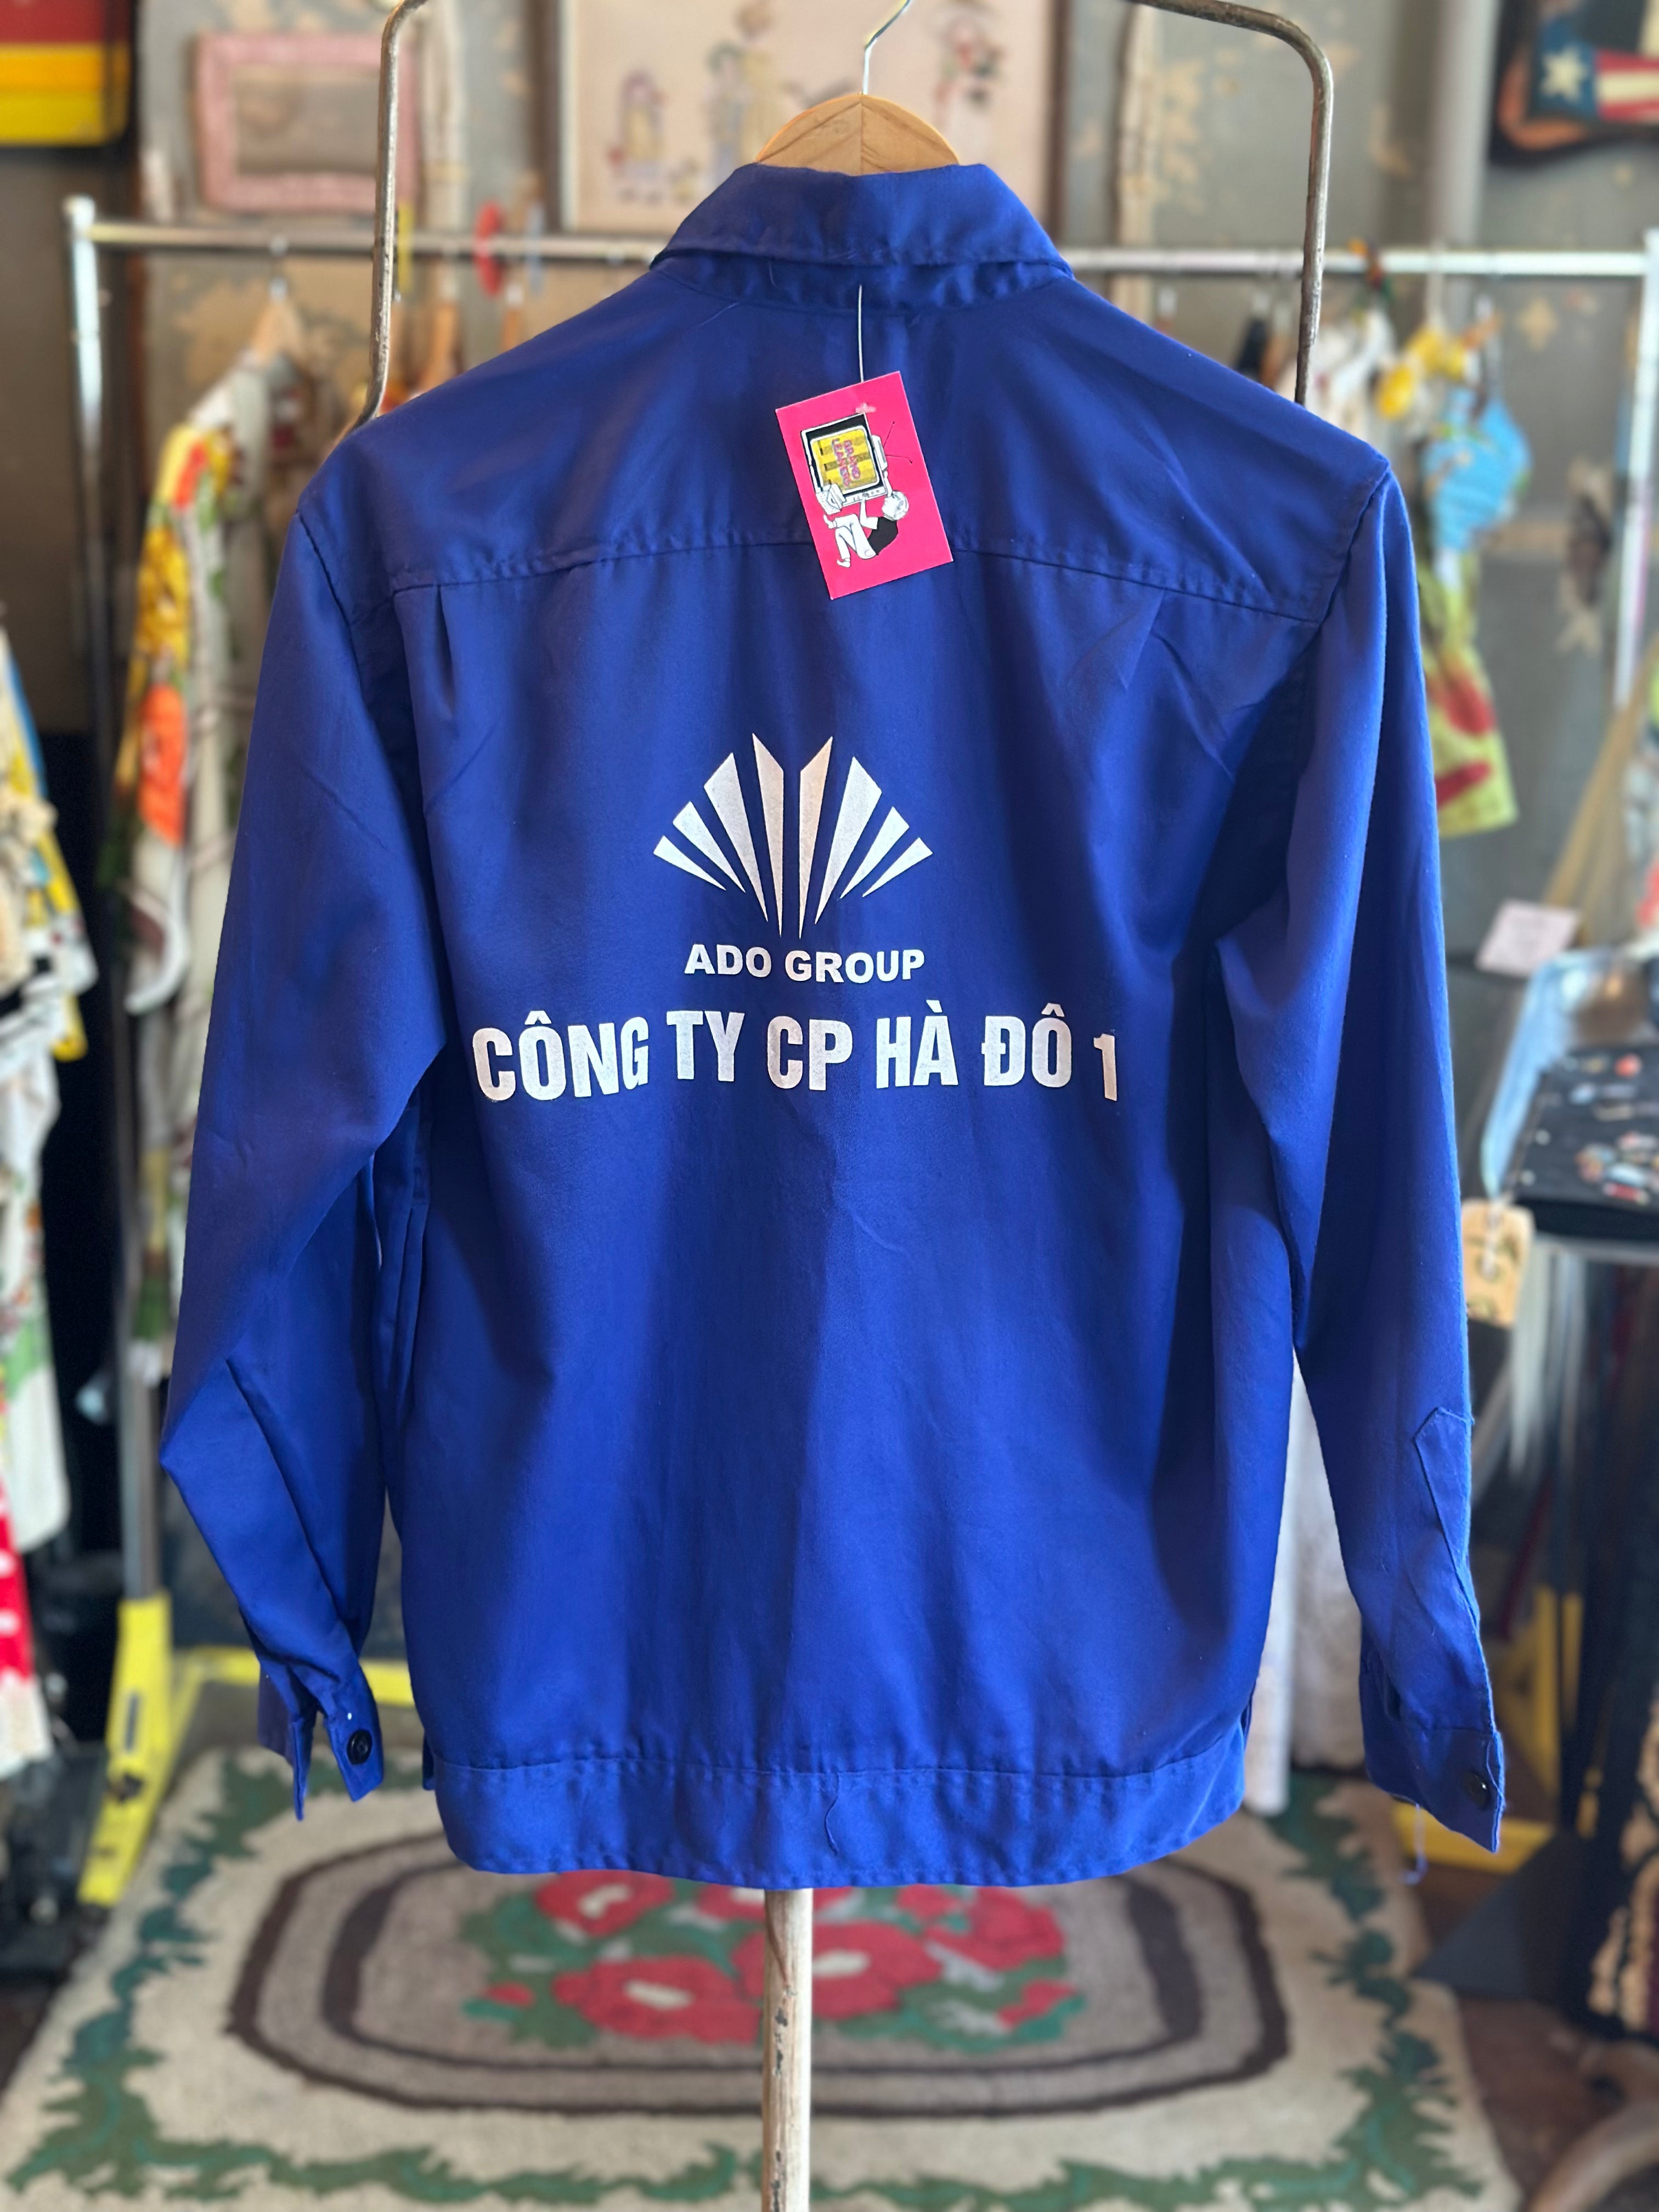 ADO GROUP
CÔNG TY CP HÀ ĐÔ 1